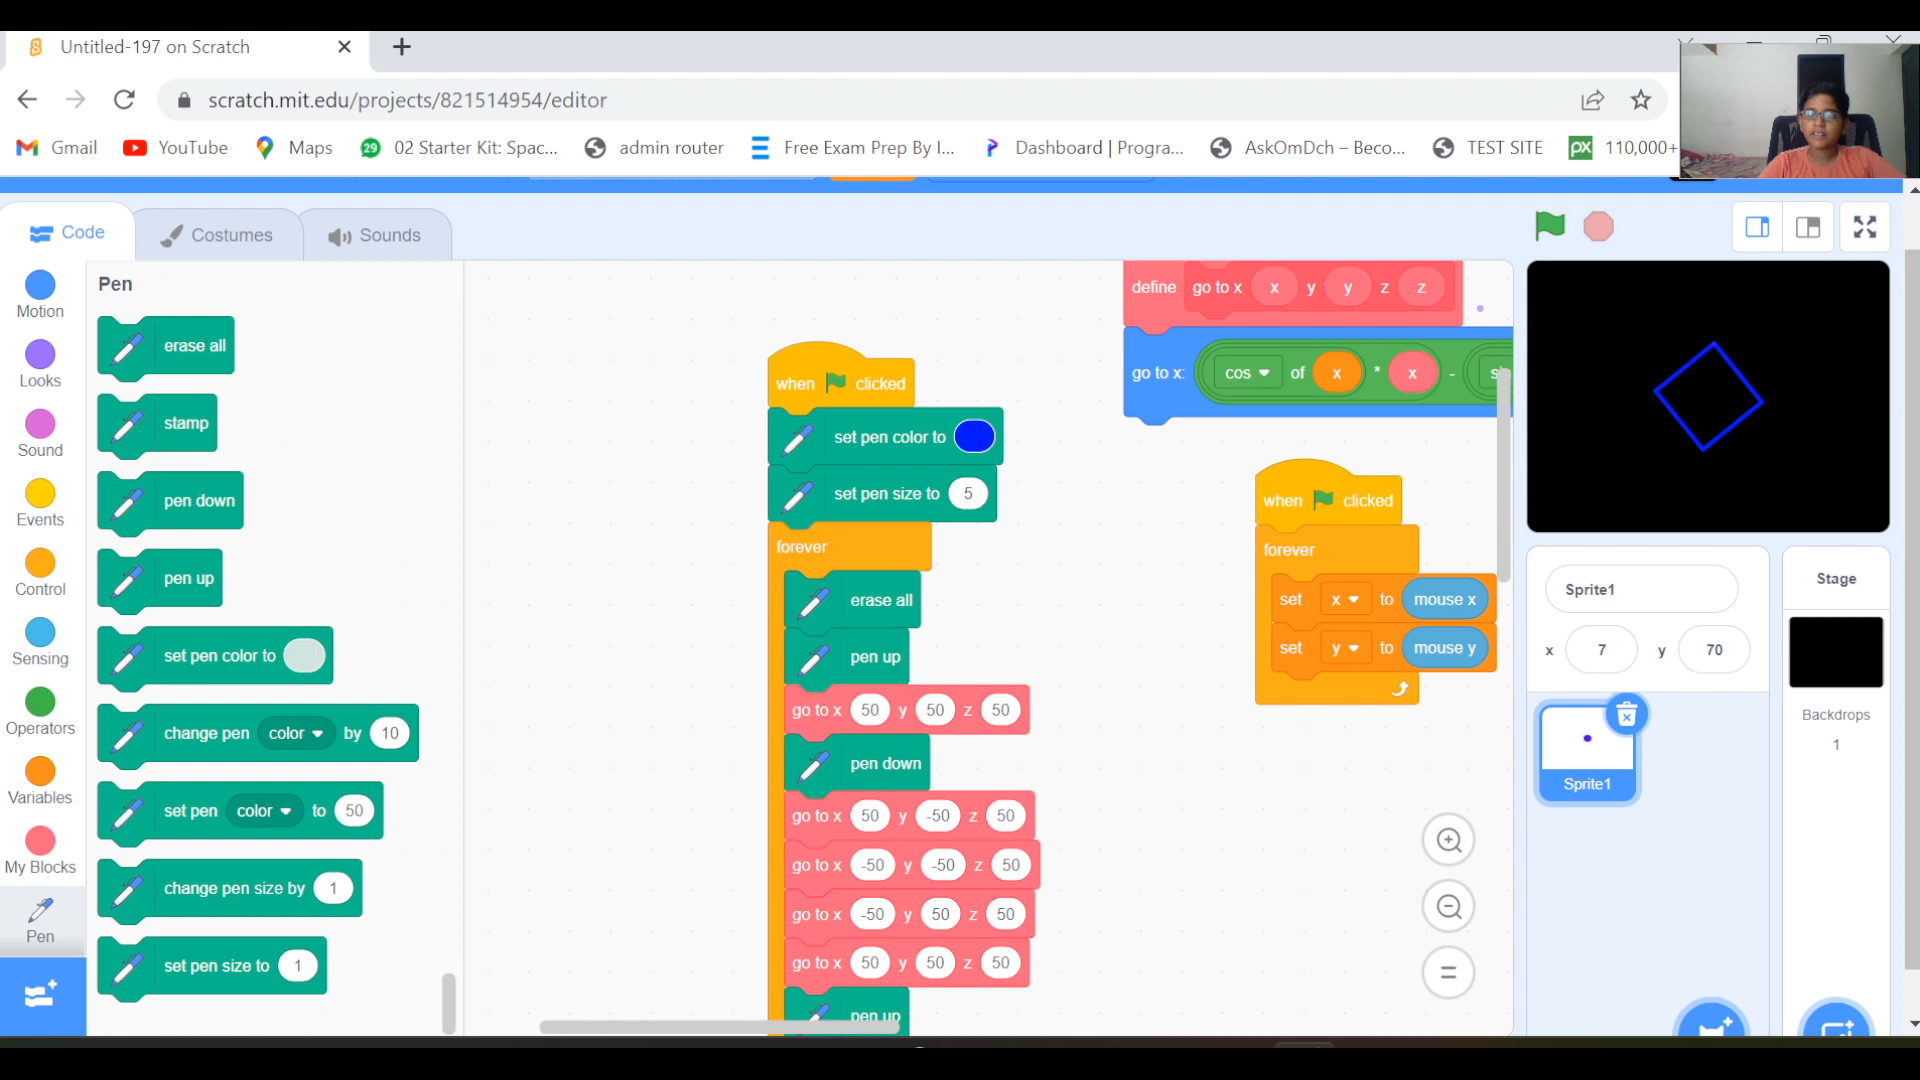 Untitled-197 on Scratch
scratch.mit.edu/projects/821514954/editor
Gmail YouTube Maps 29 02 Starter Kit: Spac... admin router Free Exam Prep By I... Dashboard | Progra... AskOmDch – Beco... TEST SITE px 110,000+
Code Costumes Sounds
Motion
Looks
Sound
Events
Control
Sensing
Operators
Variables
My Blocks
Pen
Pen
erase all
stamp
pen down
pen up
set pen color to
change pen color by 10
set pen color to 50
change pen size by 1
set pen size to 1
when clicked
set pen color to
set pen size to 5
forever
erase all
pen up
go to x 50 y 50 z 50
pen down
go to x 50 y -50 z 50
go to x -50 y -50 z 50
go to x -50 y 50 z 50
go to x 50 y 50 z 50
pen up
define go to x x y y z z
go to x: cos of x * x -
when clicked
forever
set x to mouse x
set y to mouse y
Sprite1
x 7 y 70
Sprite1
Stage
Backdrops
1